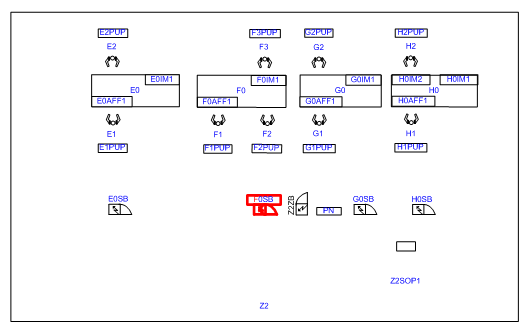 E2PUP F3PUP G2PUP H2PUP
E2 F3 G2 H2
E0IM1 F0IM1 G0IM1 H0IM2 H0IM1
E0 F0 G0 H0
E0AFF1 F0AFF1 G0AFF1 H0AFF1
E1 F1 F2 G1 H1
E1PUP F1PUP F2PUP G1PUP H1PUP
E0SB F0SB G0SB H0SB
Z2ZB
PN
Z2SOP1
Z2